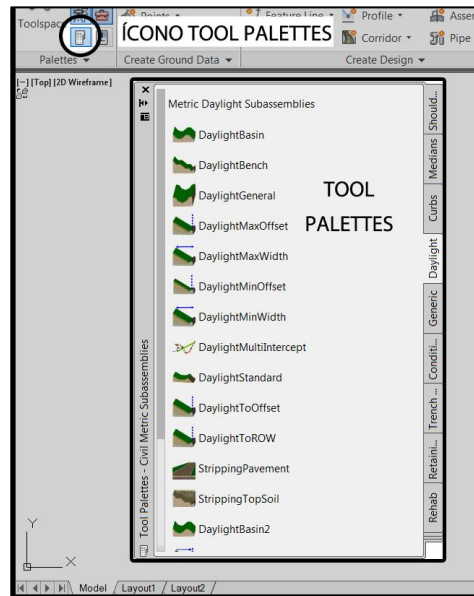 Points
Feature Line
Profile
Toolspace
ÍCONO TOOL PALETTES
Corridor
Pipe
Palettes
Create Ground Data
Create Design
[-] [Top] [2D Wireframe]
Metric Daylight Subassemblies
DaylightBasin
DaylightBench
DaylightGeneral
DaylightMaxOffset
DaylightMaxWidth
DaylightMinOffset
DaylightMinWidth
DaylightMultiIntercept
DaylightStandard
DaylightToOffset
DaylightToROW
StrippingPavement
StrippingTopSoil
DaylightBasin2
TOOL
PALETTES
Should...
Medians
Curbs
Daylight
Generic
Conditi...
Trench ...
Retaini...
Rehab
Tool Palettes - Civil Metric Subassemblies
Y
X
Model
Layout1
Layout2